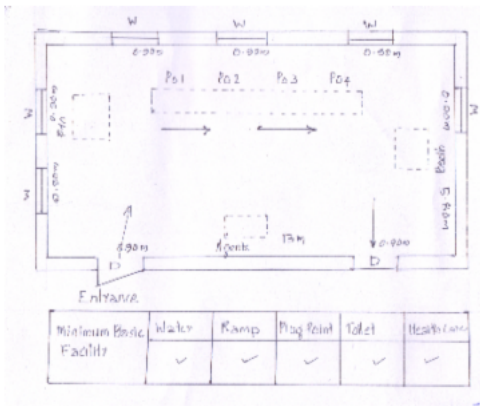 W W W
0.90m 0.90m 0.90m
PO1 PO2 PO3 PO4
W
0.90m
W
0.90m
W
0.90m
Booth
5.80m
0.90m
Agents
13m
0.90m
D
D
Entrance
Minimum Basic Facility
Water Ramp Plug Point Toilet Health Care
✓ ✓ ✓ ✓ ✓